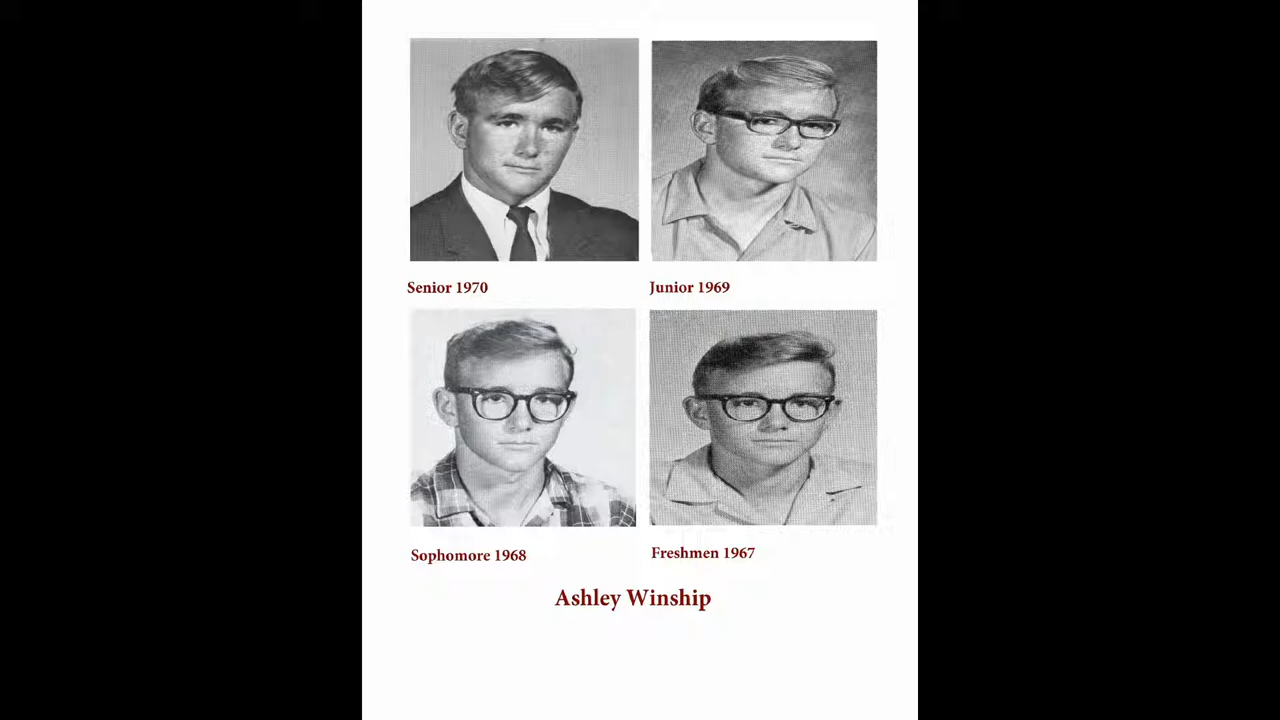 Senior 1970
Junior 1969
Sophomore 1968
Freshmen 1967
Ashley Winship